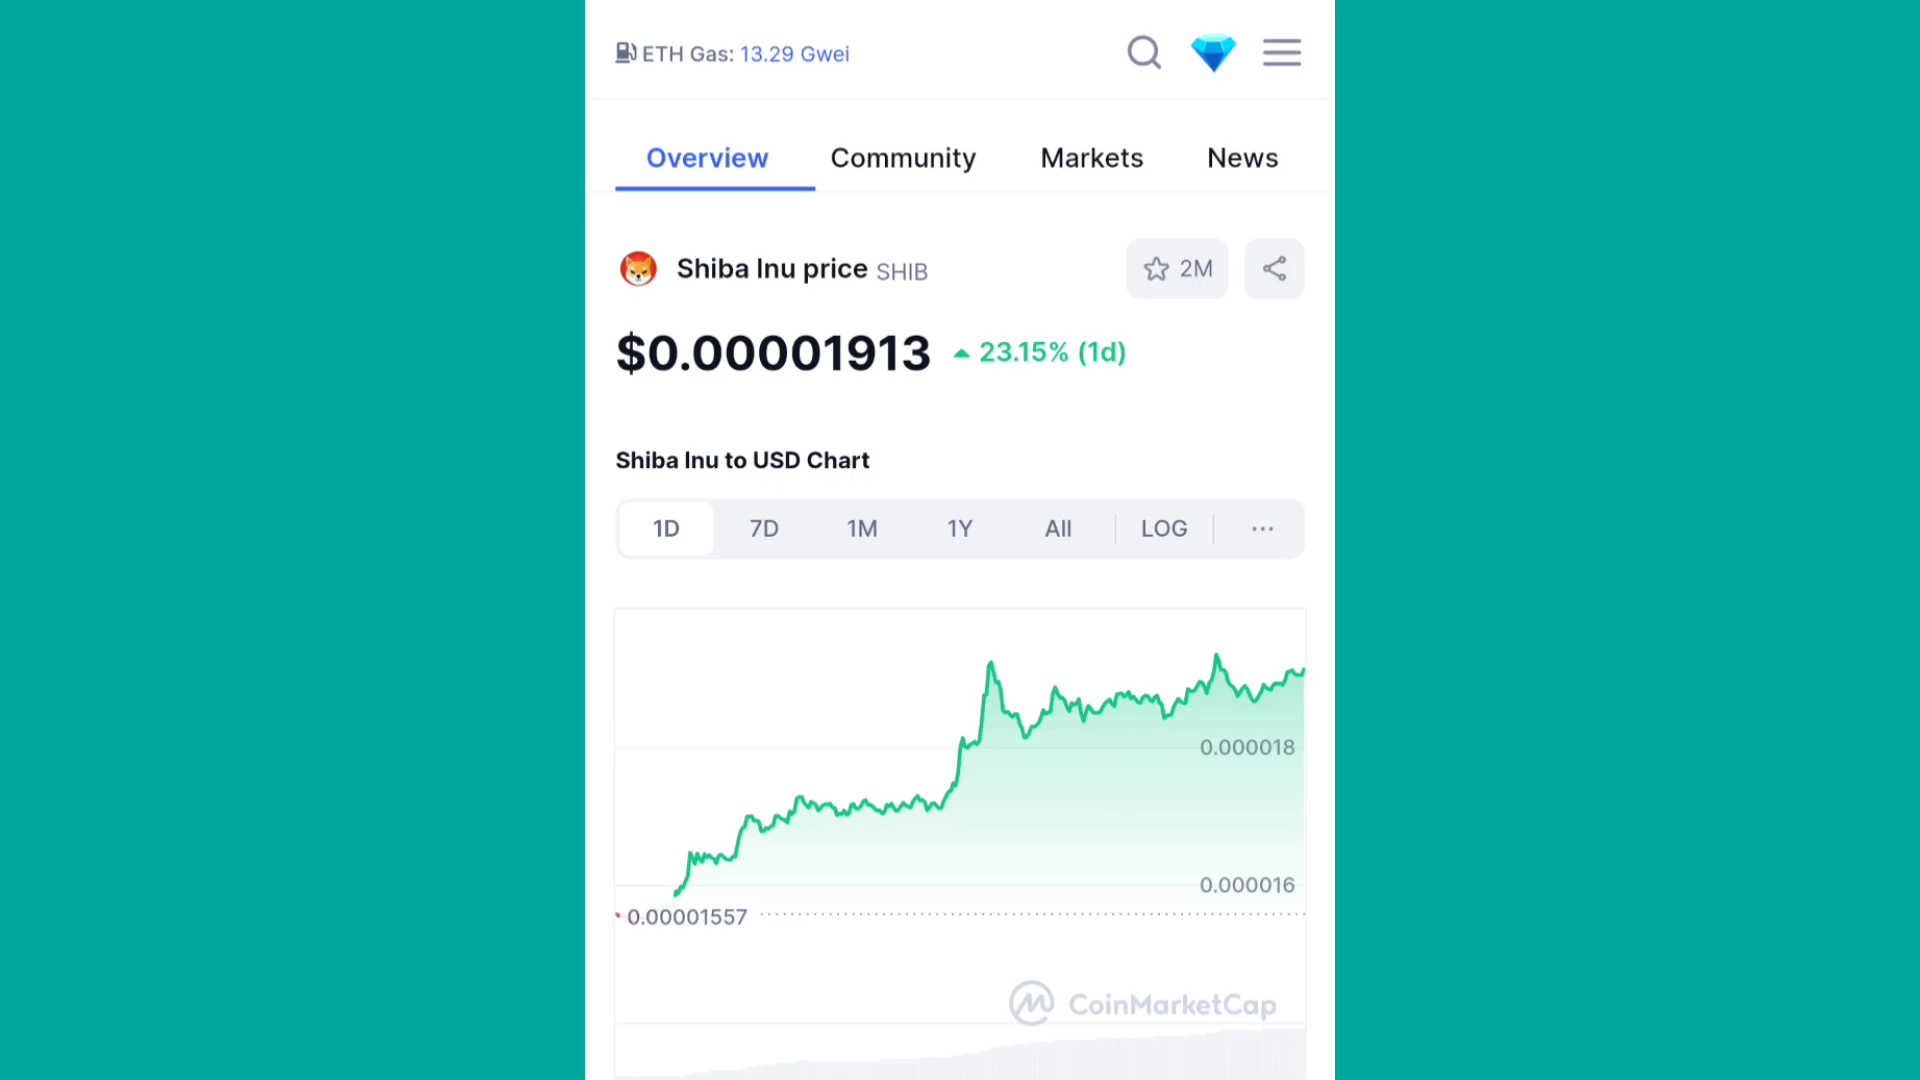 ETH Gas: 13.29 Gwei
Overview Community Markets News
Shiba Inu price SHIB 2M
$0.00001913 23.15% (1d)
Shiba Inu to USD Chart
1D 7D 1M 1Y All LOG ...
0.000018
0.000016
0.00001557
CoinMarketCap